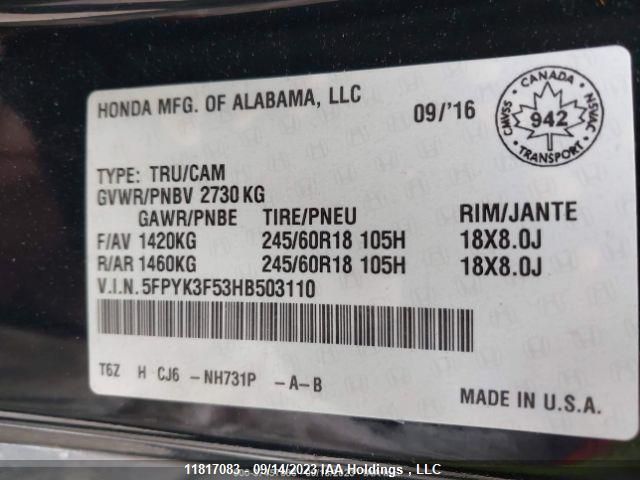 HONDA MFG. OF ALABAMA, LLC
09/'16
CANADA
CMVSS
942
NSVAC
TRANSPORT
TYPE: TRU/CAM
GVWR/PNBV 2730 KG
GAWR/PNBE TIRE/PNEU RIM/JANTE
F/AV 1420KG 245/60R18 105H 18X8.0J
R/AR 1460KG 245/60R18 105H 18X8.0J
V.I.N. 5FPYK3F53HB503110
T6Z H CJ6 -NH731P -A-B
MADE IN U.S.A.
11817083 - 09/14/2023 IAA Holdings , LLC